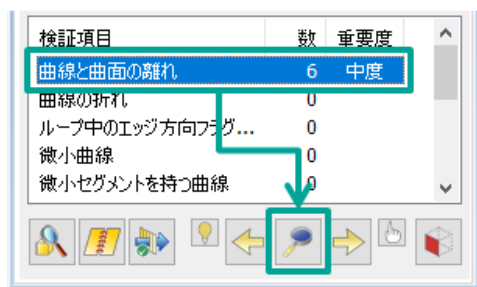 検証項目 数 重要度
曲線と曲面の離れ 6 中度
曲線の折れ 0
ループ中のエッジ方向フラグ... 0
微小曲線 0
微小セグメントを持つ曲線 0